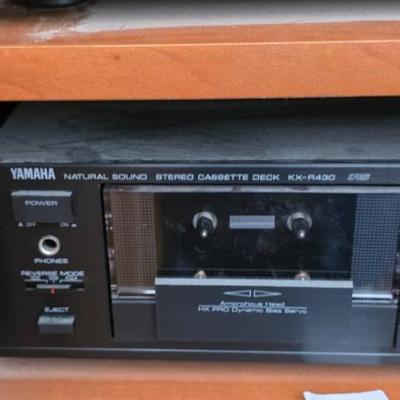 YAMAHA NATURAL SOUND STEREO CASSETTE DECK KX-R430
POWER
OFF ON
PHONES
REVERSE MODE
EJECT
Amorphous Head
HX PRO Dynamic Bias Servo